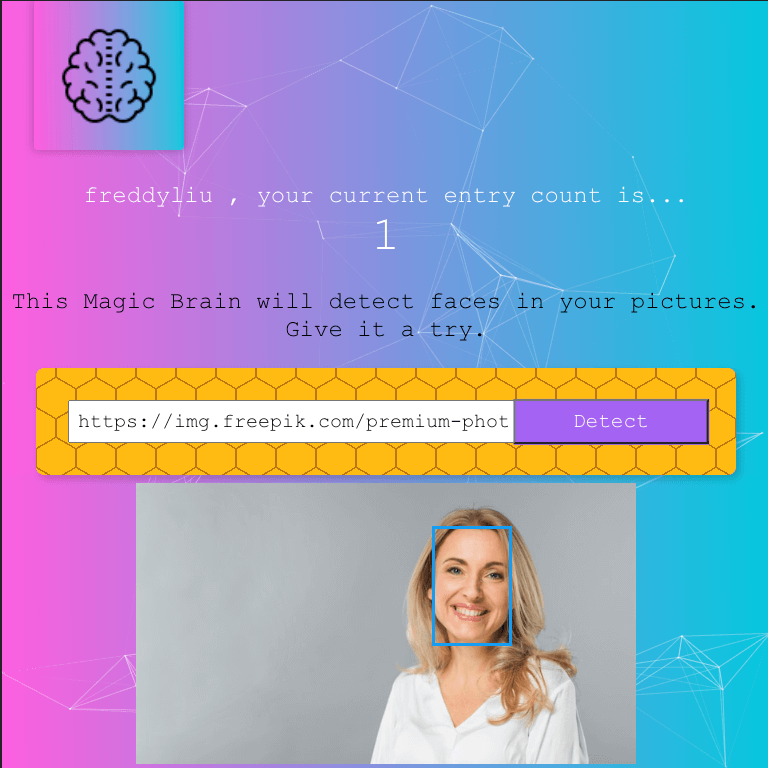 freddyliu , your current entry count is...
1
This Magic Brain will detect faces in your pictures.
Give it a try.
https://img.freepik.com/premium-phot
Detect